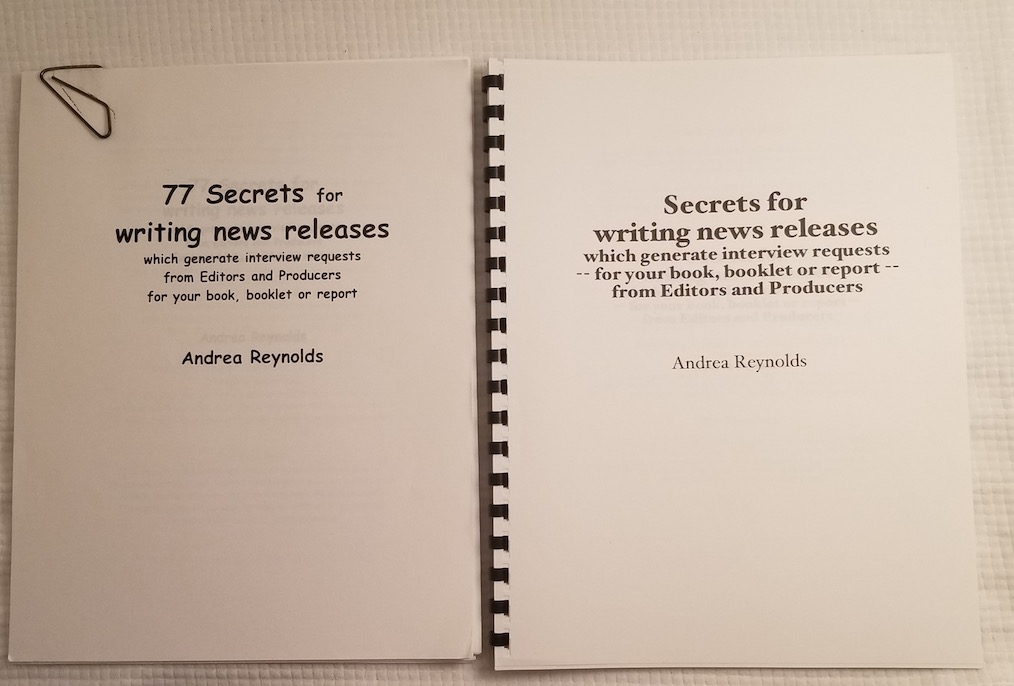 77 Secrets for
writing news releases
which generate interview requests
from Editors and Producers
for your book, booklet or report
Andrea Reynolds
Secrets for
writing news releases
which generate interview requests
-- for your book, booklet or report --
from Editors and Producers
Andrea Reynolds